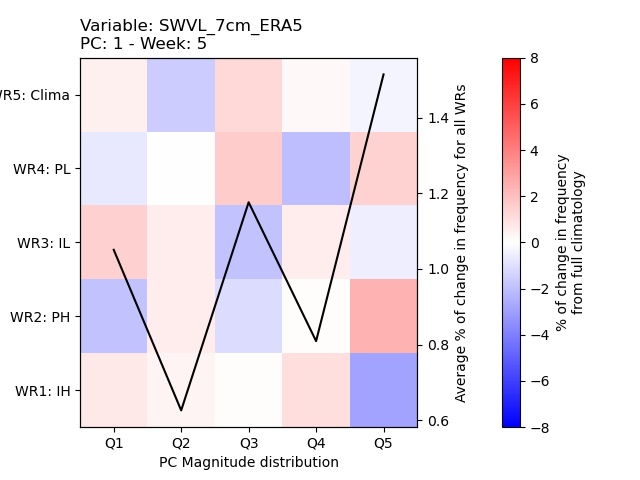 Variable: SWVL_7cm_ERA5
PC: 1 - Week: 5
WR5: Clima
WR4: PL
WR3: IL
WR2: PH
WR1: IH
Q1 Q2 Q3 Q4 Q5
PC Magnitude distribution
1.4
1.2
1.0
0.8
0.6
Average % of change in frequency for all WRs
8
6
4
2
0
−2
−4
−6
−8
% of change in frequency
from full climatology